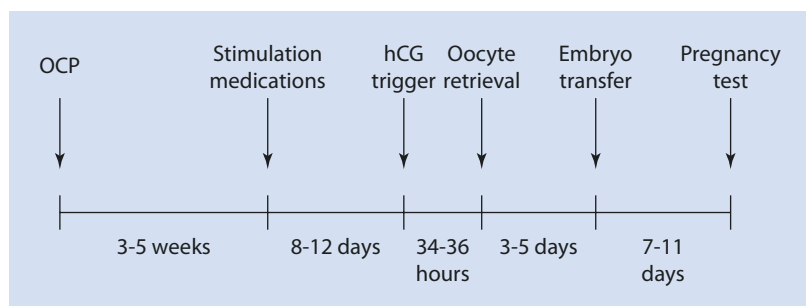 OCP
Stimulation
medications
hCG
trigger
Oocyte
retrieval
Embryo
transfer
Pregnancy
test
3-5 weeks
8-12 days
34-36
hours
3-5 days
7-11
days